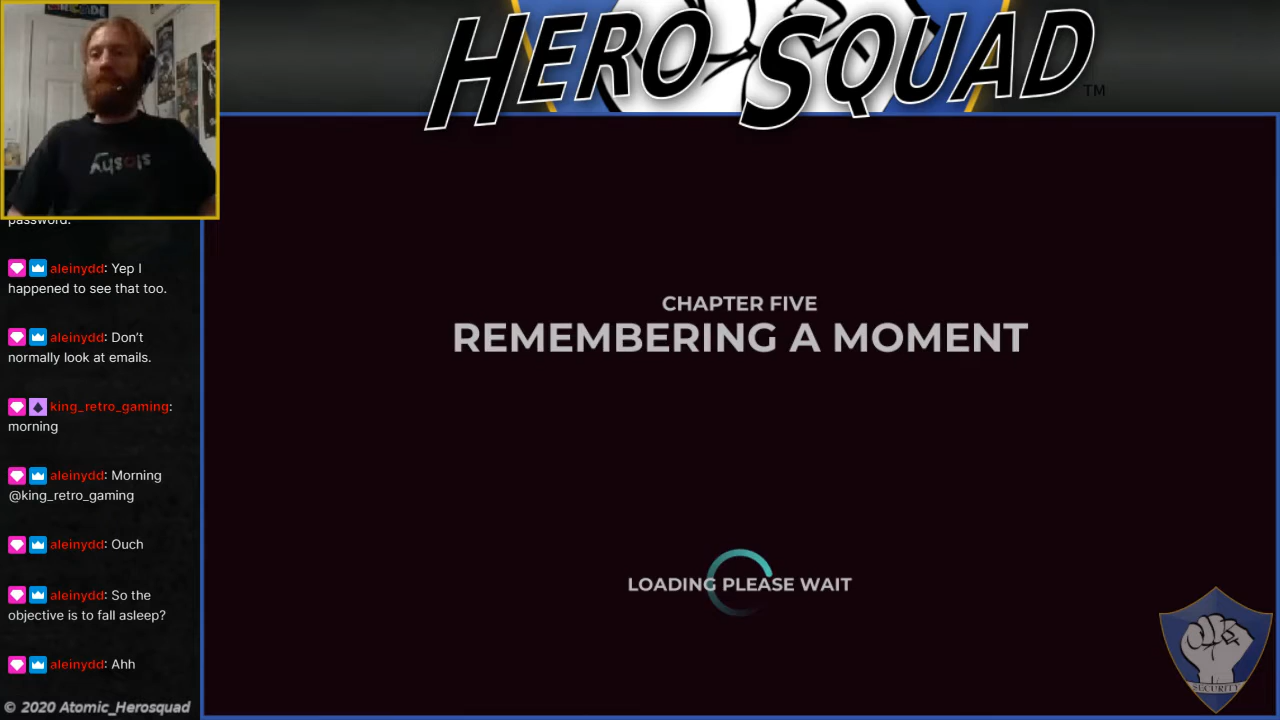 HERO SQUAD
TM
password.
aleinydd: Yep I
happened to see that too.
aleinydd: Don't
normally look at emails.
king_retro_gaming:
morning
aleinydd: Morning
@king_retro_gaming
aleinydd: Ouch
aleinydd: So the
objective is to fall asleep?
aleinydd: Ahh
© 2020 Atomic_Herosquad
CHAPTER FIVE
REMEMBERING A MOMENT
LOADING PLEASE WAIT
SECURITY